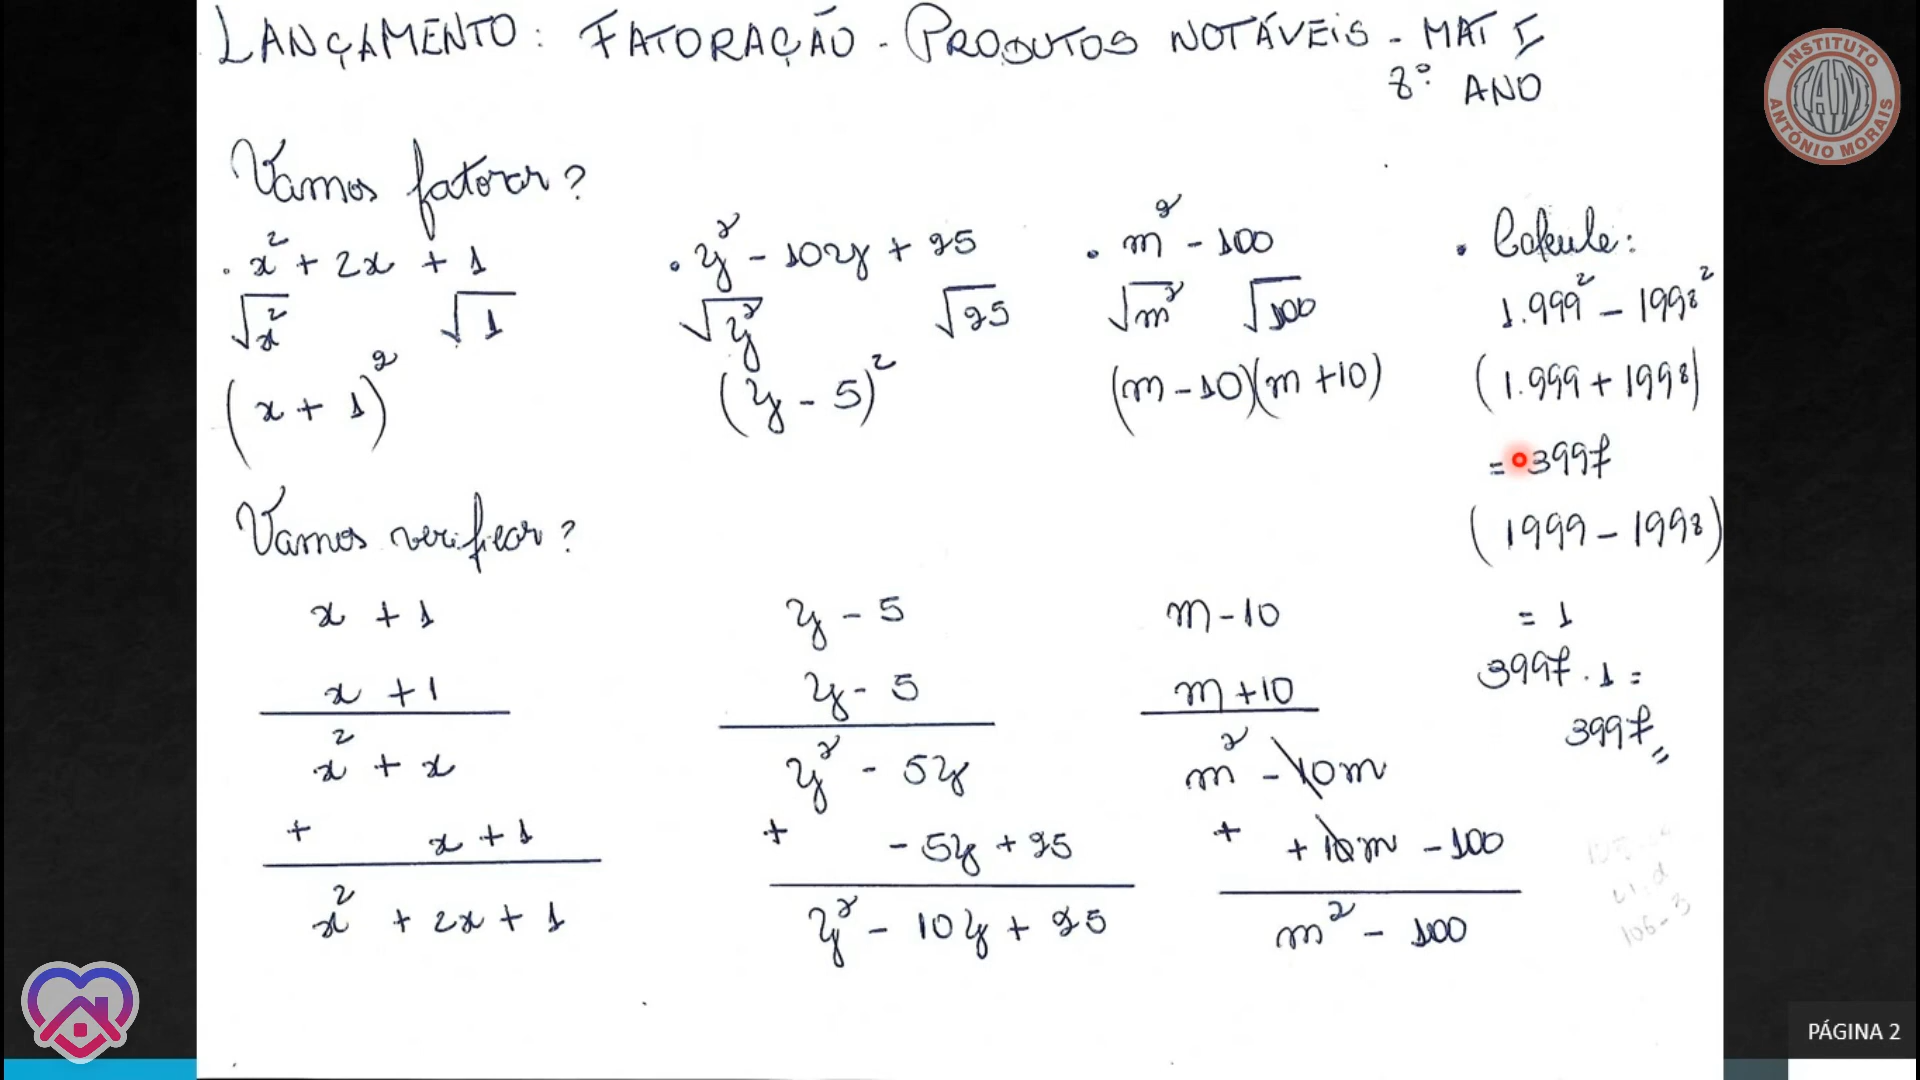 LANÇAMENTO: FATORAÇÃO - PRODUTOS NOTÁVEIS - MAT I
8º ANO
INSTITUTO
IAM
ANTÓNIO MORAIS
Vamos fatorar?
. x² + 2x + 1
√x² √1
(x + 1)²
. y² - 10y + 25
√y² √25
(y - 5)²
. m² - 100
√m² √100
(m - 10)(m + 10)
. Calcule:
1.999² - 1998²
(1.999 + 1998)
= 3997
(1999 - 1998)
= 1
3997 . 1 =
3997,,
Vamos verificar?
x + 1
x + 1
x² + x
+ x + 1
x² + 2x + 1
y - 5
y - 5
y² - 5y
+ - 5y + 25
y² - 10y + 25
m - 10
m + 10
m² - 10m
+ + 10m - 100
m² - 100
PÁGINA 2